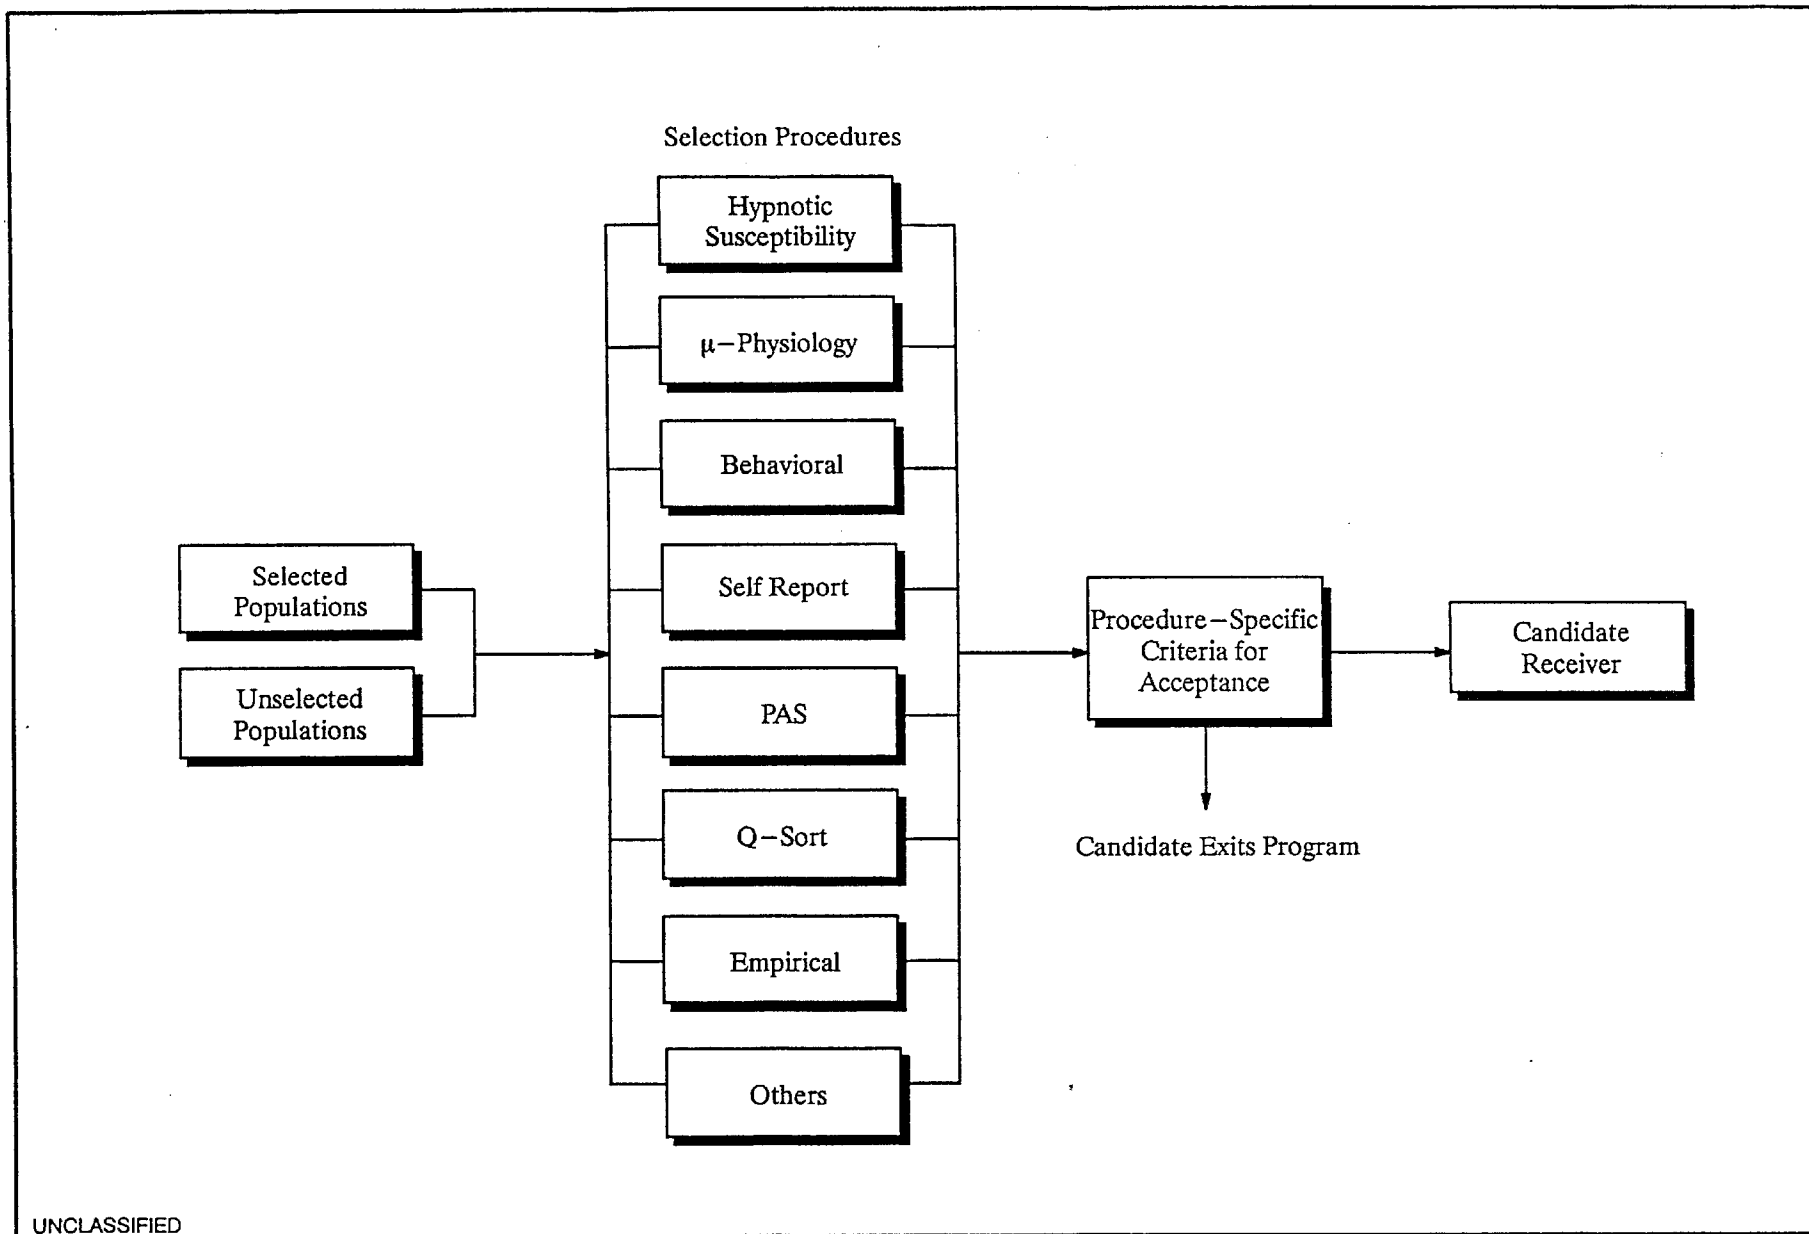 Selection Procedures
Hypnotic
Susceptibility
μ–Physiology
Behavioral
Self Report
PAS
Q–Sort
Empirical
Others
Selected
Populations
Unselected
Populations
Procedure–Specific
Criteria for
Acceptance
Candidate
Receiver
Candidate Exits Program
UNCLASSIFIED